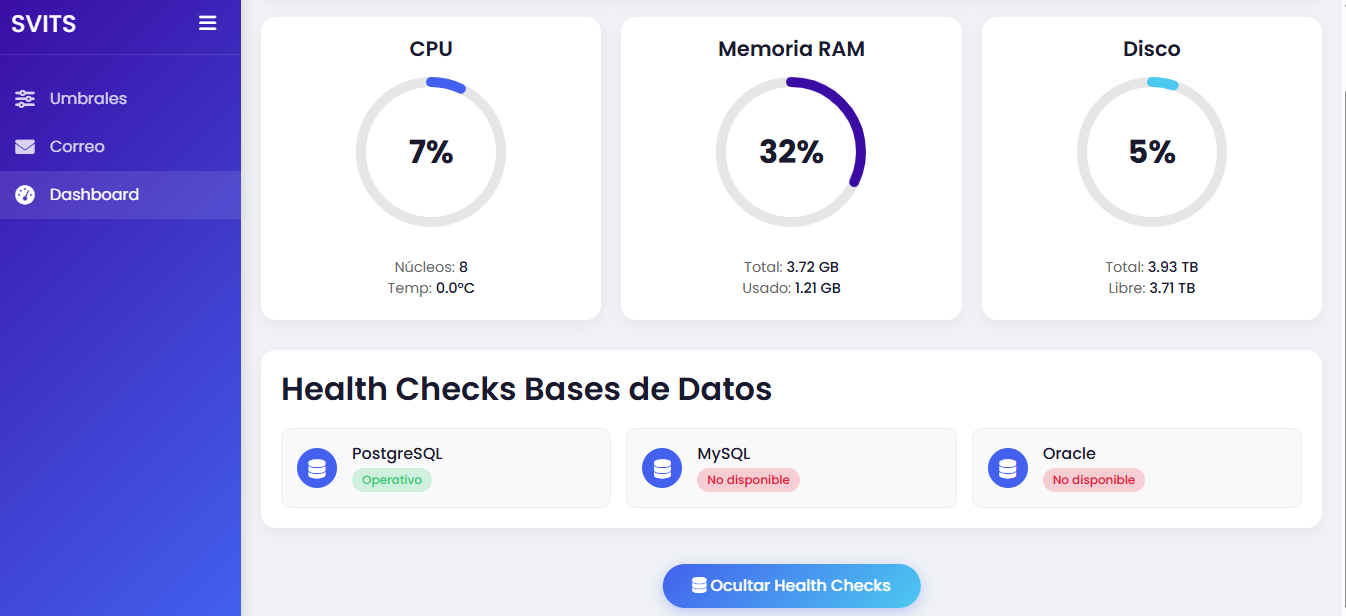 SVITS
Umbrales
Correo
Dashboard
CPU
7%
Núcleos: 8
Temp: 0.0°C
Memoria RAM
32%
Total: 3.72 GB
Usado: 1.21 GB
Disco
5%
Total: 3.93 TB
Libre: 3.71 TB
Health Checks Bases de Datos
PostgreSQL
Operativo
MySQL
No disponible
Oracle
No disponible
Ocultar Health Checks